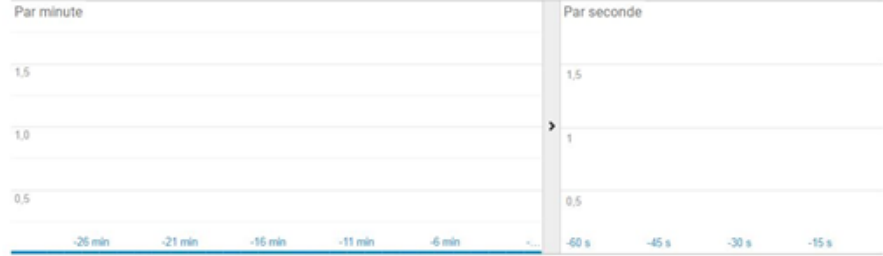 Par minute
1,5
1,0
0,5
-26 min -21 min -16 min -11 min -6 min -...
Par seconde
1,5
1
0,5
-60 s -45 s -30 s -15 s